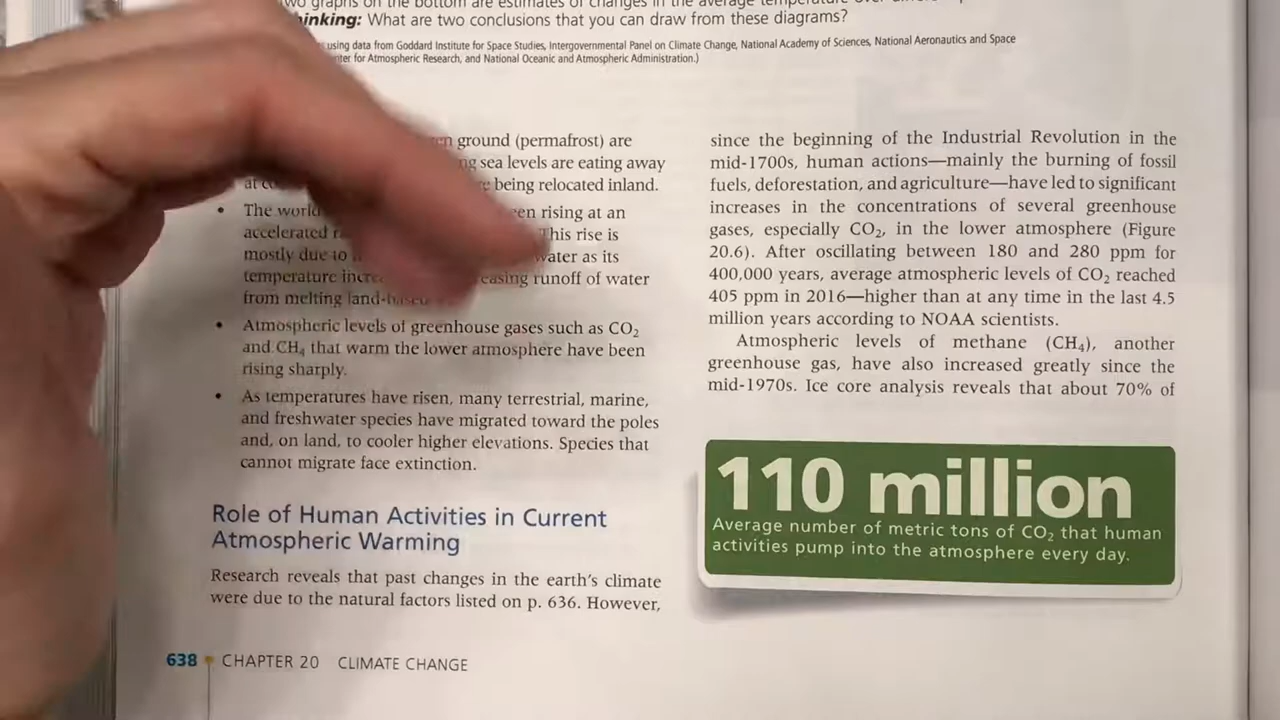 two graphs on the bottom are estimates of changes in the average temperature over
What are two conclusions that you can draw from these diagrams?
using data from Goddard Institute for Space Studies, Intergovernmental Panel on Climate Change, National Academy of Sciences, National Aeronautics and Space
for Atmospheric Research, and National Oceanic and Atmospheric Administration.)
ground (permafrost) are
sea levels are eating away
being relocated inland.
• The rising at an
accelerated This rise is
mostly due to water as its
temperature runoff of water
from melting
• Atmospheric levels of greenhouse gases such as CO₂
and CH₄ that warm the lower atmosphere have been
rising sharply.
• As temperatures have risen, many terrestrial, marine,
and freshwater species have migrated toward the poles
and, on land, to cooler higher elevations. Species that
cannot migrate face extinction.
Role of Human Activities in Current
Atmospheric Warming
Research reveals that past changes in the earth's climate
were due to the natural factors listed on p. 636. However,
since the beginning of the Industrial Revolution in the
mid-1700s, human actions—mainly the burning of fossil
fuels, deforestation, and agriculture—have led to significant
increases in the concentrations of several greenhouse
gases, especially CO₂, in the lower atmosphere (Figure
20.6). After oscillating between 180 and 280 ppm for
400,000 years, average atmospheric levels of CO₂ reached
405 ppm in 2016—higher than at any time in the last 4.5
million years according to NOAA scientists.
Atmospheric levels of methane (CH₄), another
greenhouse gas, have also increased greatly since the
mid-1970s. Ice core analysis reveals that about 70% of
110 million
Average number of metric tons of CO₂ that human
activities pump into the atmosphere every day.
638 CHAPTER 20 CLIMATE CHANGE